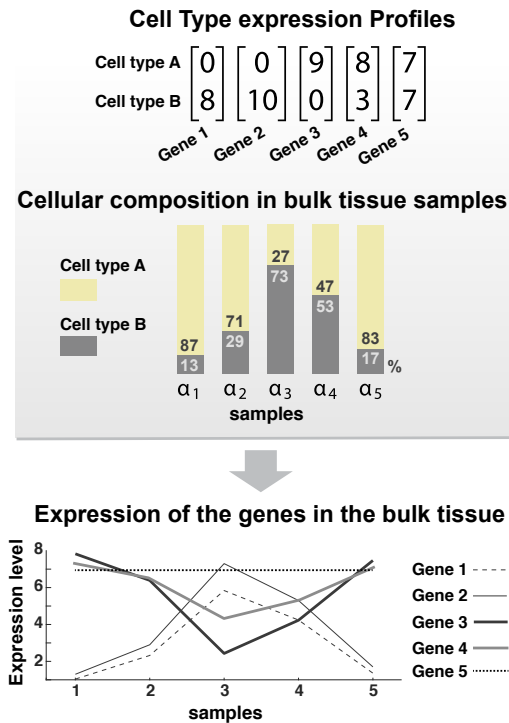 Cell Type expression Profiles
Cell type A 0 0 9 8 7
Cell type B 8 10 0 3 7
Gene 1 Gene 2 Gene 3 Gene 4 Gene 5
Cellular composition in bulk tissue samples
Cell type A
Cell type B
87 71 27 47 83
13 29 73 53 17 %
α1 α2 α3 α4 α5
samples
Expression of the genes in the bulk tissue
Expression level
8
6
4
2
1 2 3 4 5
samples
Gene 1
Gene 2
Gene 3
Gene 4
Gene 5